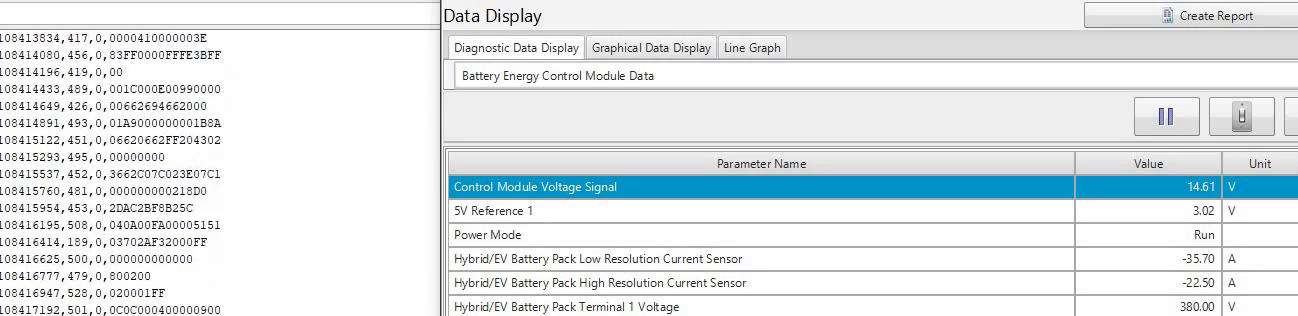 108413834,417,0,0000410000003E
108414080,456,0,83FF0000FFFE3BFF
108414196,419,0,00
108414433,489,0,001C000E00990000
108414649,426,0,00662694662000
108414891,493,0,01A9000000001B8A
108415122,451,0,06620662FF204302
108415293,495,0,00000000
108415537,452,0,3662C07C023E07C1
108415760,481,0,000000000218D0
108415954,453,0,2DAC2BF8B25C
108416195,508,0,040A00FA00005151
108416414,189,0,03702AF32000FF
108416625,500,0,000000000000
108416777,479,0,800200
108416947,528,0,020001FF
108417192,501,0,0C0C000400000900
Data Display
Create Report
Diagnostic Data Display Graphical Data Display Line Graph
Battery Energy Control Module Data
Parameter Name Value Unit
Control Module Voltage Signal 14.61 V
5V Reference 1 3.02 V
Power Mode Run
Hybrid/EV Battery Pack Low Resolution Current Sensor -35.70 A
Hybrid/EV Battery Pack High Resolution Current Sensor -22.50 A
Hybrid/EV Battery Pack Terminal 1 Voltage 380.00 V